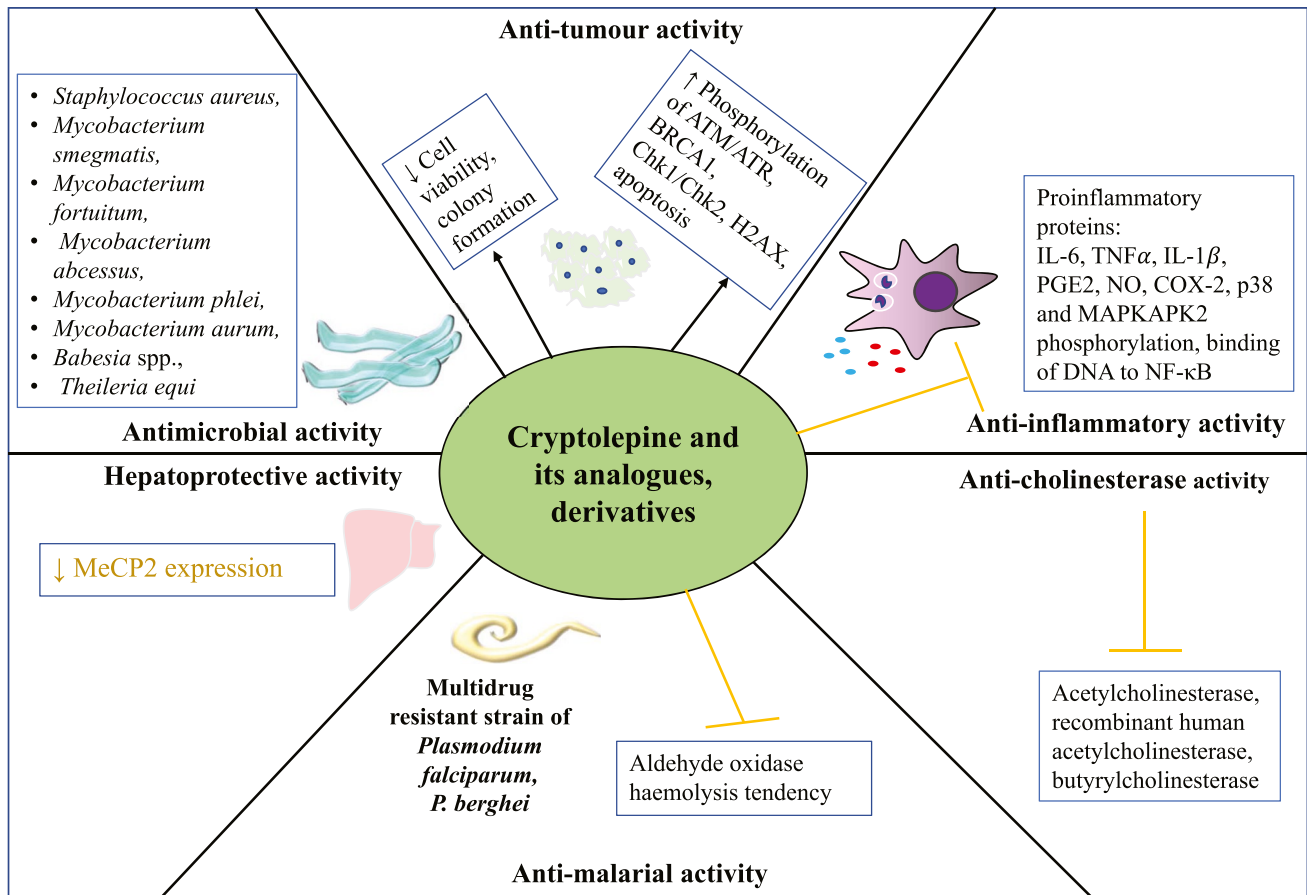 Anti-tumour activity
• Staphylococcus aureus,
• Mycobacterium
smegmatis,
• Mycobacterium
fortuitum,
• Mycobacterium
abcessus,
• Mycobacterium phlei,
• Mycobacterium aurum,
• Babesia spp.,
• Theileria equi
Antimicrobial activity
↓ Cell
viability,
colony
formation
↑ Phosphorylation
of ATM/ATR,
BRCA1,
Chk1/Chk2, H2AX,
apoptosis
Proinflammatory
proteins:
IL-6, TNFα, IL-1β,
PGE2, NO, COX-2, p38
and MAPKAPK2
phosphorylation, binding
of DNA to NF-κB
Anti-inflammatory activity
Cryptolepine and
its analogues,
derivatives
Hepatoprotective activity
↓ MeCP2 expression
Anti-cholinesterase activity
Acetylcholinesterase,
recombinant human
acetylcholinesterase,
butyrylcholinesterase
Multidrug
resistant strain of
Plasmodium
falciparum,
P. berghei
Aldehyde oxidase
haemolysis tendency
Anti-malarial activity